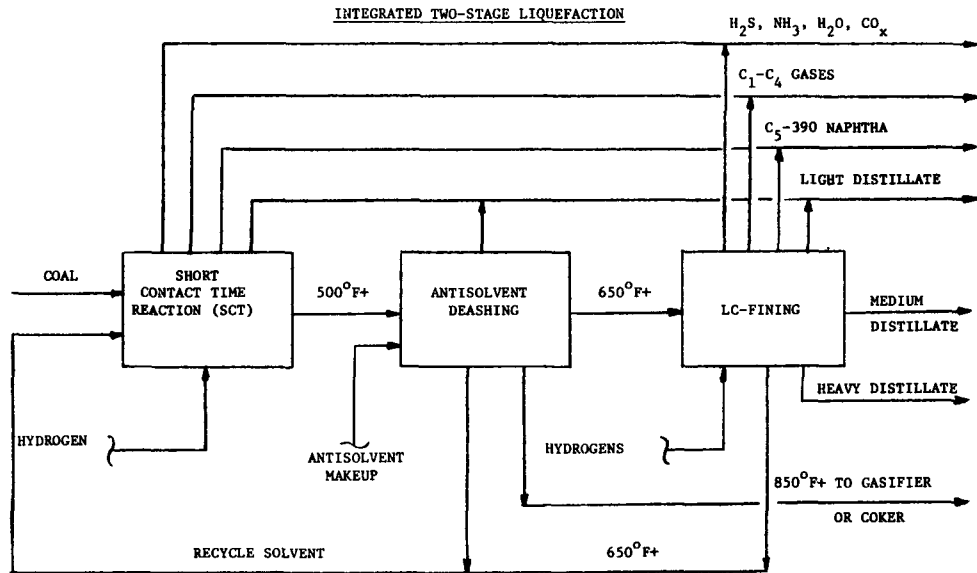 INTEGRATED TWO-STAGE LIQUEFACTION
H₂S, NH₃, H₂O, COₓ
C₁-C₄ GASES
C₅-390 NAPHTHA
LIGHT DISTILLATE
COAL
SHORT
CONTACT TIME
REACTION (SCT)
500°F+
ANTISOLVENT
DEASHING
650°F+
LC-FINING
MEDIUM
DISTILLATE
HEAVY DISTILLATE
HYDROGEN
ANTISOLVENT
MAKEUP
HYDROGENS
850°F+ TO GASIFIER
OR COKER
RECYCLE SOLVENT
650°F+